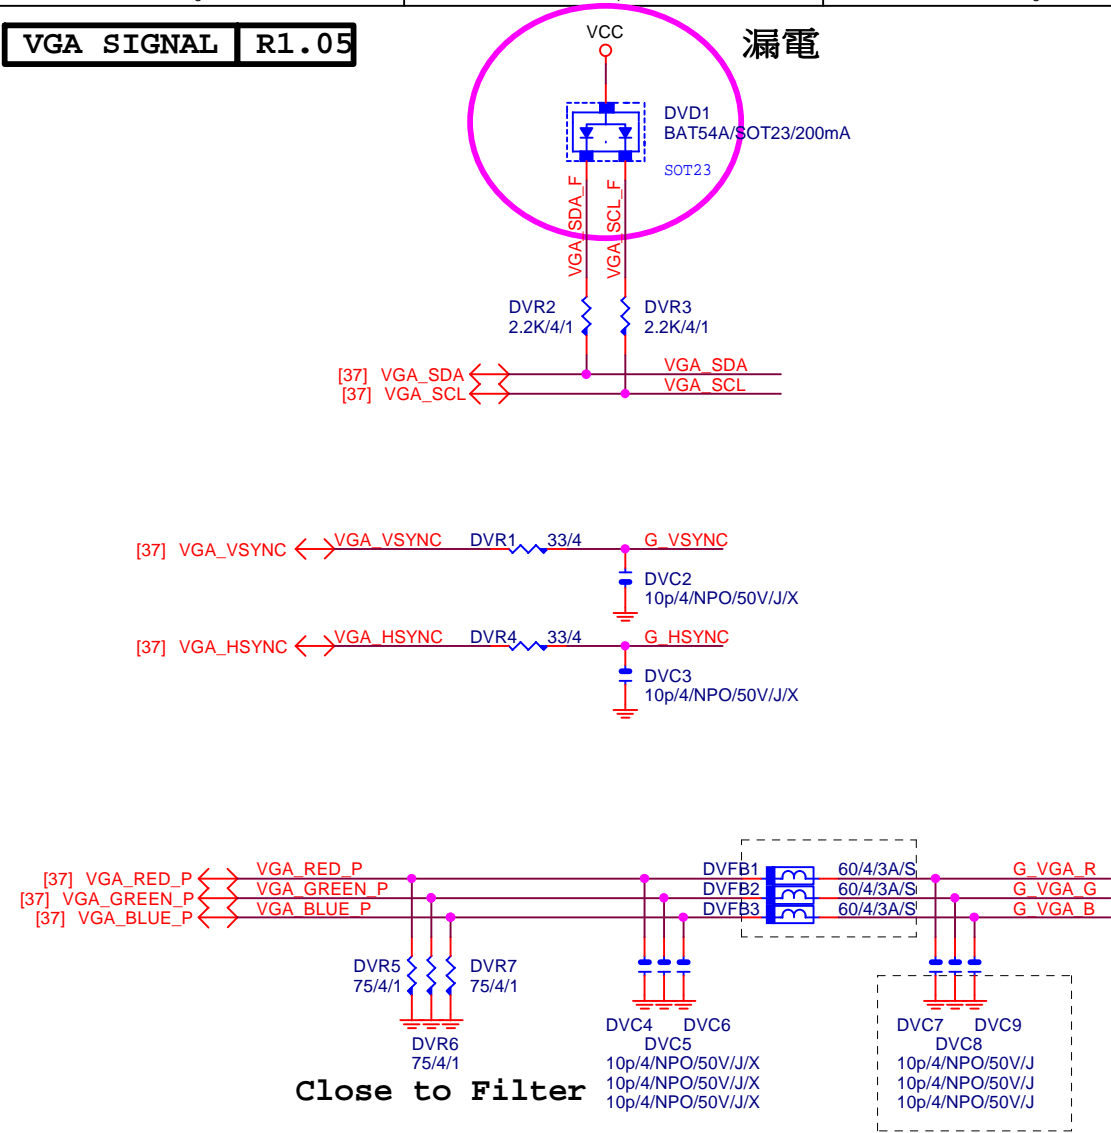 VGA SIGNAL R1.05
VCC
漏電
DVD1
BAT54A/SOT23/200mA
SOT23
VGA_SDA_F
VGA_SCL_F
DVR2
2.2K/4/1
DVR3
2.2K/4/1
[37] VGA_SDA
VGA_SDA
[37] VGA_SCL
VGA_SCL
[37] VGA_VSYNC
VGA_VSYNC
DVR1
33/4
G_VSYNC
DVC2
10p/4/NPO/50V/J/X
[37] VGA_HSYNC
VGA_HSYNC
DVR4
33/4
G_HSYNC
DVC3
10p/4/NPO/50V/J/X
[37] VGA_RED_P
VGA_RED_P
DVFB1
60/4/3A/S
G_VGA_R
[37] VGA_GREEN_P
VGA_GREEN_P
DVFB2
60/4/3A/S
G_VGA_G
[37] VGA_BLUE_P
VGA_BLUE_P
DVFB3
60/4/3A/S
G_VGA_B
DVR5
75/4/1
DVR7
75/4/1
DVR6
75/4/1
DVC4 DVC6
DVC5
10p/4/NPO/50V/J/X
10p/4/NPO/50V/J/X
10p/4/NPO/50V/J/X
DVC7 DVC9
DVC8
10p/4/NPO/50V/J
10p/4/NPO/50V/J
10p/4/NPO/50V/J
Close to Filter